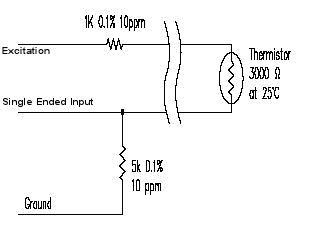 1K 0.1% 10ppm
Excitation
Thermistor
3000 Ω
at 25℃
Single Ended Input
5k 0.1%
10 ppm
Ground